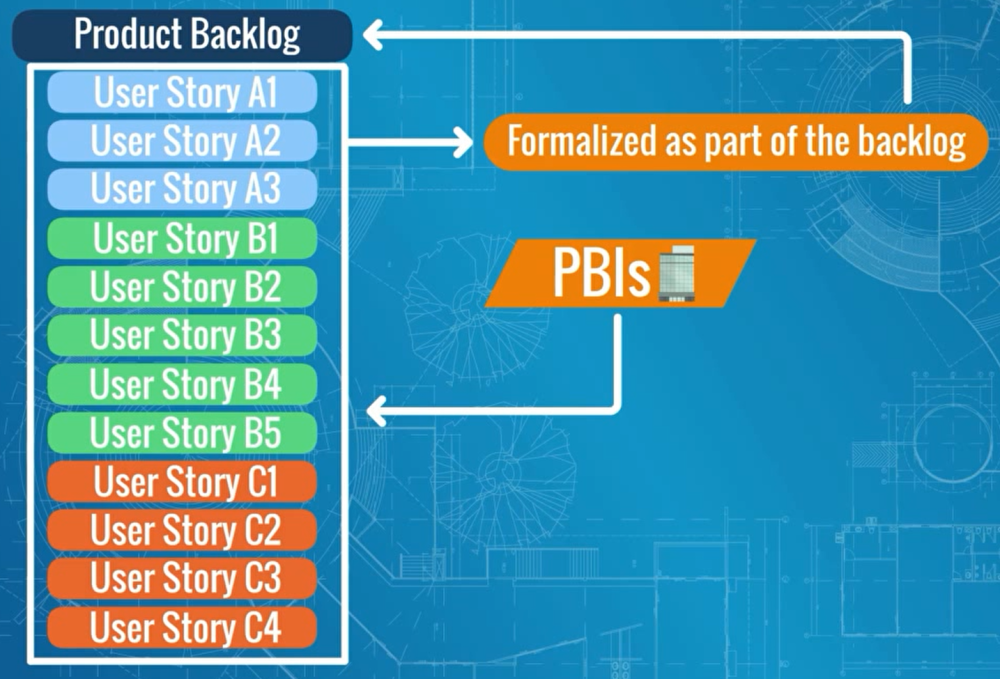 Product Backlog
User Story A1
User Story A2
User Story A3
User Story B1
User Story B2
User Story B3
User Story B4
User Story B5
User Story C1
User Story C2
User Story C3
User Story C4
Formalized as part of the backlog
PBIs